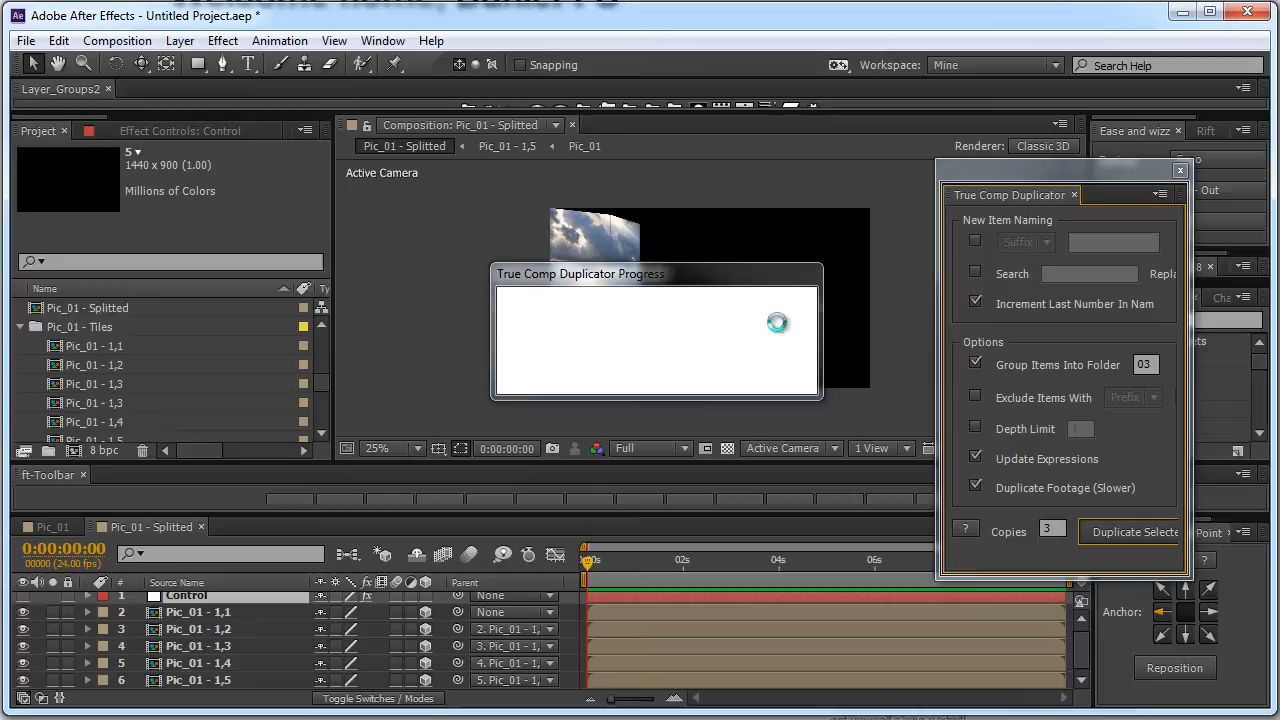 Adobe After Effects - Untitled Project.aep *
File Edit Composition Layer Effect Animation View Window Help
Snapping Workspace: Mine Search Help
Layer_Groups2
Project Effect Controls: Control Composition: Pic_01 - Splitted Ease and wizz Rift
Pic_01 - Splitted Pic_01 - 1,5 Pic_01 Renderer: Classic 3D
5
1440 x 900 (1.00)
Millions of Colors
Active Camera
Out
True Comp Duplicator
New Item Naming
Suffix
Search Repla
Increment Last Number In Nam
Options
Group Items Into Folder 03
Exclude Items With Prefix
Depth Limit 1
Update Expressions
Duplicate Footage (Slower)
? Copies 3 Duplicate Selecte
True Comp Duplicator Progress
Name Ty
Pic_01 - Splitted
Pic_01 - Tiles
Pic_01 - 1,1
Pic_01 - 1,2
Pic_01 - 1,3
Pic_01 - 1,3
Pic_01 - 1,4
Pic_01 - 1,5
8 bpc 25% 0:00:00:00 Full Active Camera 1 View
ft-Toolbar
Pic_01 Pic_01 - Splitted
0:00:00:00
00000 (24.00 fps)
02s 04s 06s
# Source Name Parent
1 Control None
2 Pic_01 - 1,1 None
3 Pic_01 - 1,2 2. Pic_01 - 1,
4 Pic_01 - 1,3 3. Pic_01 - 1,
5 Pic_01 - 1,4 4. Pic_01 - 1,
6 Pic_01 - 1,5 5. Pic_01 - 1,
Toggle Switches / Modes
Point
?
Anchor:
Reposition